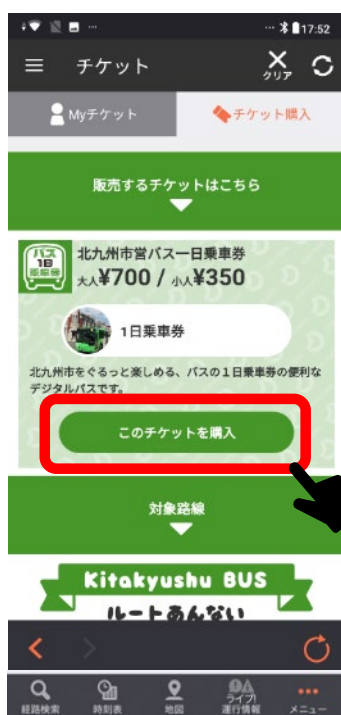 17:52
チケット
クリア
Myチケット
チケット購入
販売するチケットはこちら
バス
1日
乗車券
北九州市営バス一日乗車券
大人¥700 / 小人¥350
1日乗車券
北九州市をぐるっと楽しめる、バスの１日乗車券の便利な
デジタルパスです。
このチケットを購入
対象路線
Kitakyushu BUS
ルートあんない
経路検索
時刻表
地図
ライブ!
運行情報
メニュー